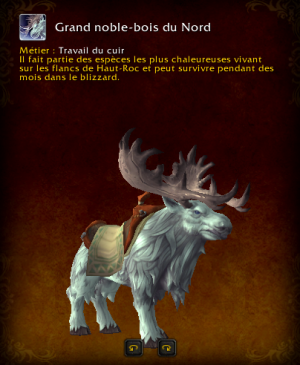 Grand noble-bois du Nord
Métier : Travail du cuir
Il fait partie des espèces les plus chaleureuses vivant
sur les flancs de Haut-Roc et peut survivre pendant des
mois dans le blizzard.